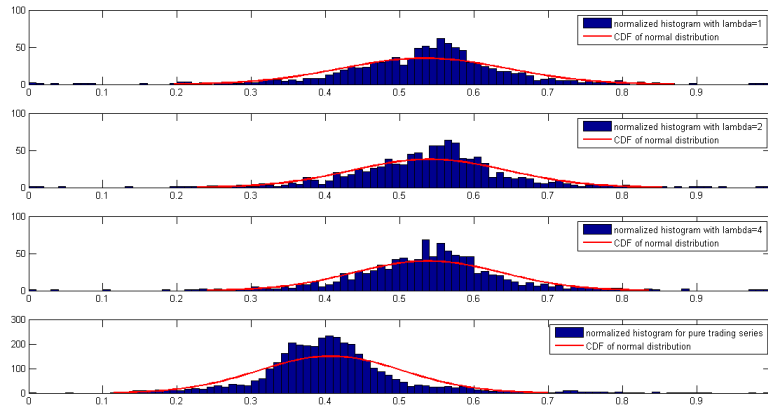 100
50
0
0 0.1 0.2 0.3 0.4 0.5 0.6 0.7 0.8 0.9
normalized histogram with lambda=1
CDF of normal distribution
100
50
0
0 0.1 0.2 0.3 0.4 0.5 0.6 0.7 0.8 0.9
normalized histogram with lambda=2
CDF of normal distribution
100
50
0
0 0.1 0.2 0.3 0.4 0.5 0.6 0.7 0.8 0.9
normalized histogram with lambda=4
CDF of normal distribution
300
200
100
0
0 0.1 0.2 0.3 0.4 0.5 0.6 0.7 0.8 0.9
normalized histogram for pure trading series
CDF of normal distribution